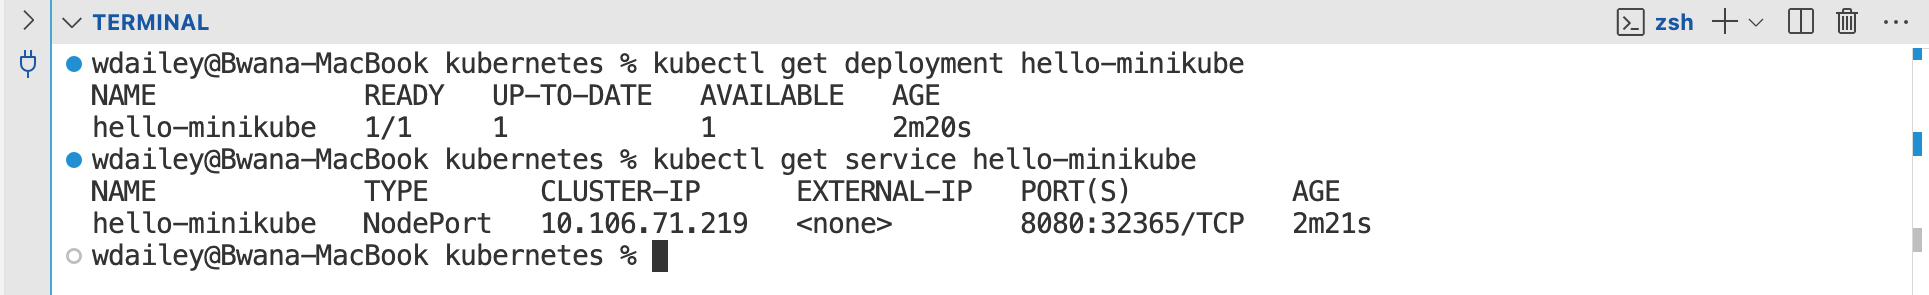 TERMINAL
zsh
wdailey@Bwana-MacBook kubernetes % kubectl get deployment hello-minikube
NAME READY UP-TO-DATE AVAILABLE AGE
hello-minikube 1/1 1 1 2m20s
wdailey@Bwana-MacBook kubernetes % kubectl get service hello-minikube
NAME TYPE CLUSTER-IP EXTERNAL-IP PORT(S) AGE
hello-minikube NodePort 10.106.71.219 <none> 8080:32365/TCP 2m21s
wdailey@Bwana-MacBook kubernetes %